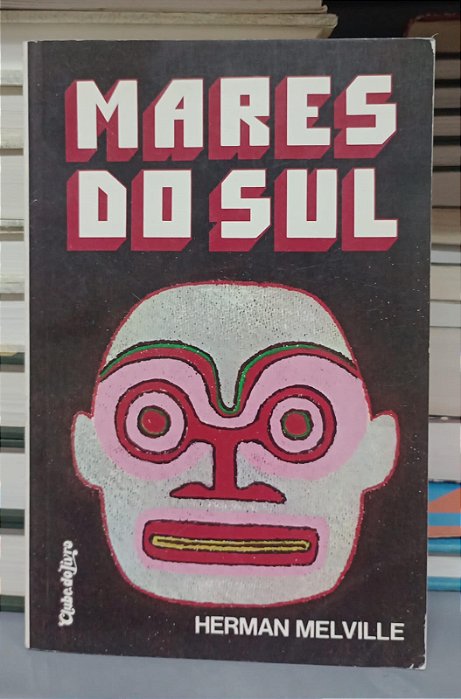 MARES
DO SUL
Clube do Livro
HERMAN MELVILLE